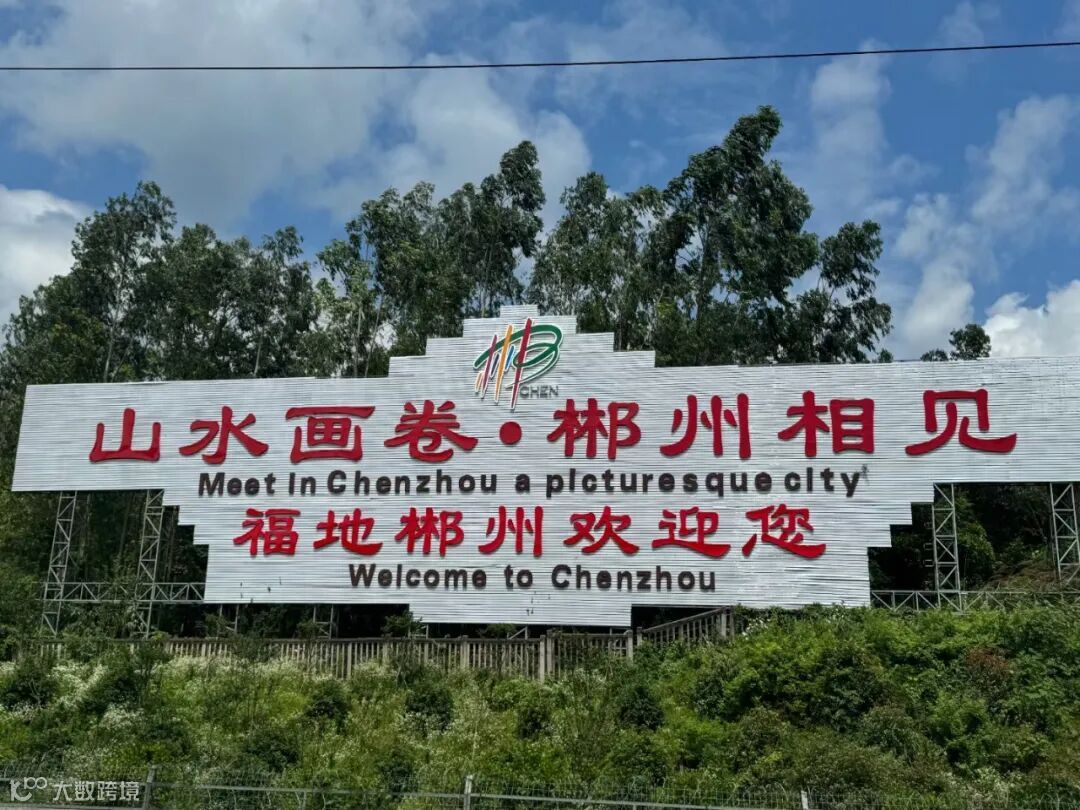 CHEN
山水画卷·郴州相见
Meet in Chenzhou a picturesque city
福地郴州欢迎您
Welcome to Chenzhou
大数跨境